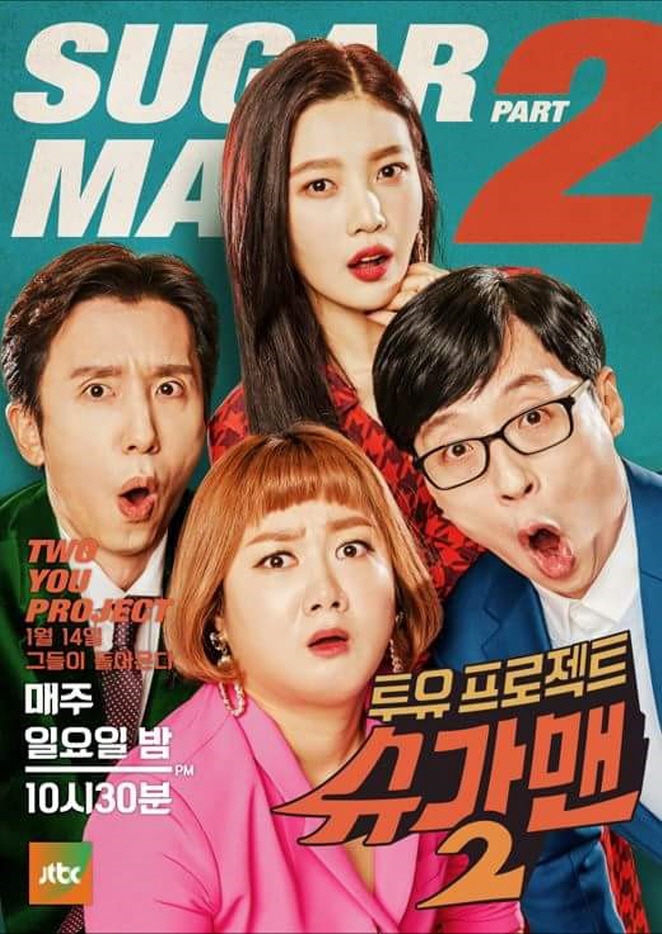 SUGAR
PART 2
MA
TWO
YOU
PROJECT
1월 14일
그들이 돌아온다
매주
일요일 밤
PM
10시30분
투유 프로젝트
슈가맨
2
jtbc